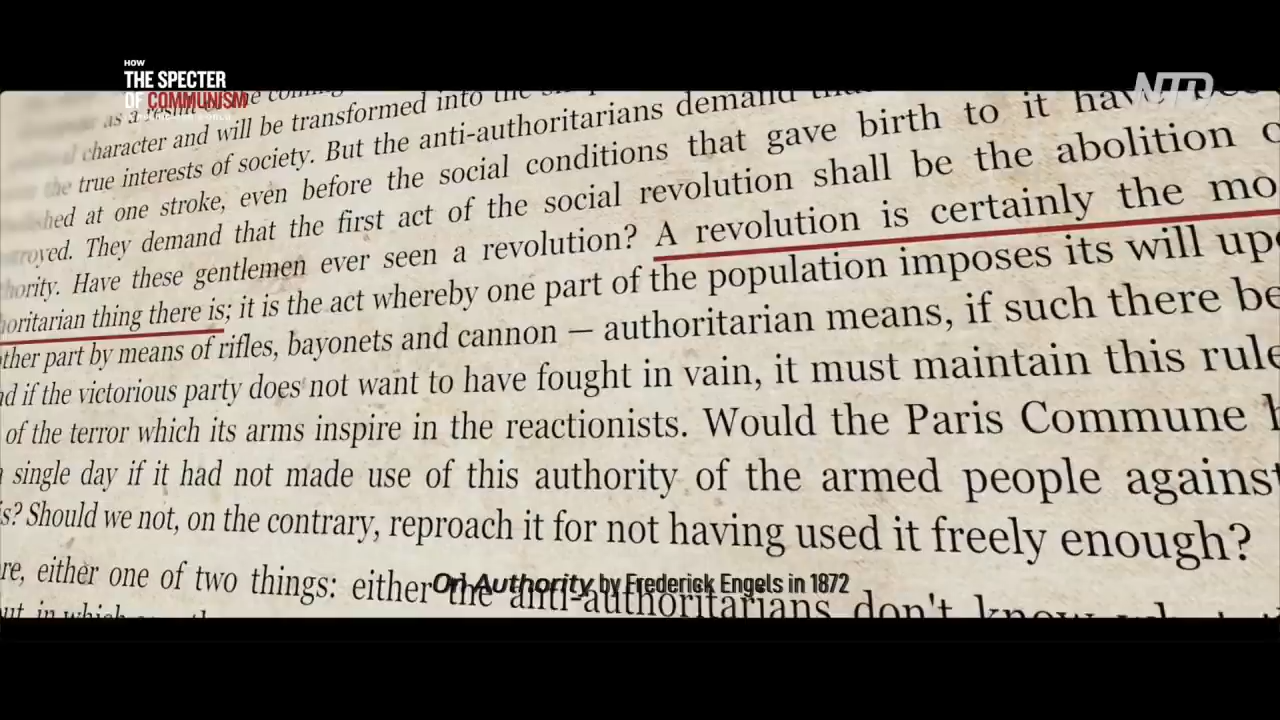 HOW
THE SPECTER
OF COMMUNISM
NTD
character and will be transformed into the
the true interests of society. But the anti-authoritarians demand
at one stroke, even before the social conditions that gave birth to it
They demand that the first act of the social revolution shall be the abolition
Have these gentlemen ever seen a revolution? A revolution is certainly the
thing there is; it is the act whereby one part of the population imposes its will
part by means of rifles, bayonets and cannon — authoritarian means, if such there be
if the victorious party does not want to have fought in vain, it must maintain this rule
of the terror which its arms inspire in the reactionists. Would the Paris Commune
single day if it had not made use of this authority of the armed people against
Should we not, on the contrary, reproach it for not having used it freely enough?
either one of two things: either the anti-authoritarians don't know
On Authority by Frederick Engels in 1872